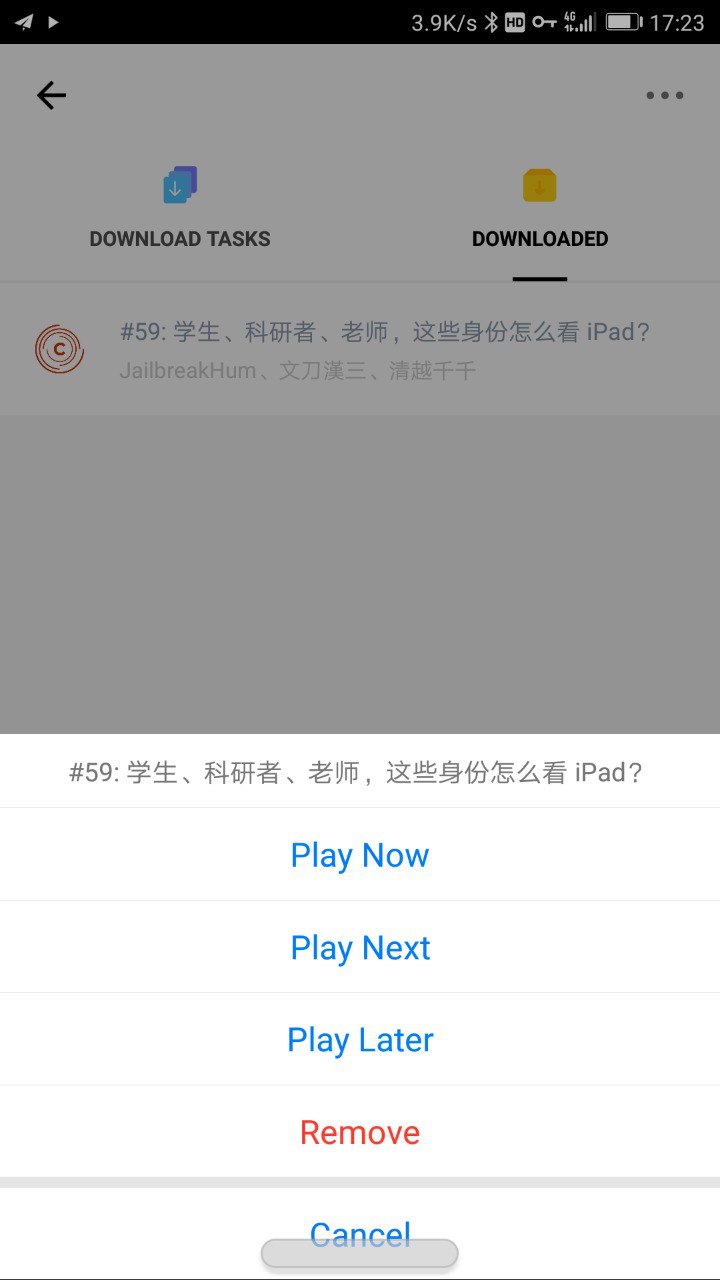 3.9K/s HD 4G 17:23
DOWNLOAD TASKS
DOWNLOADED
C
#59: 学生、科研者、老师，这些身份怎么看 iPad？
JailbreakHum、文刀漢三、清越千千
#59: 学生、科研者、老师，这些身份怎么看 iPad？
Play Now
Play Next
Play Later
Remove
Cancel